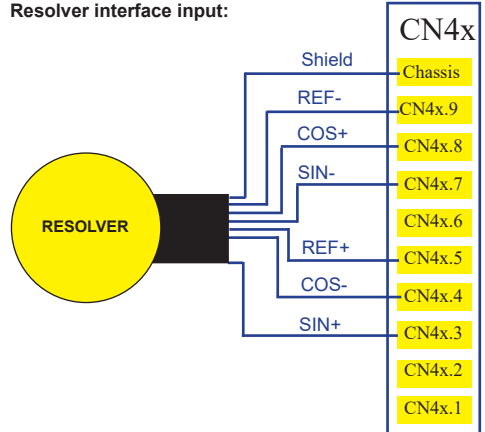 Resolver interface input:
CN4x
Shield
Chassis
REF-
CN4x.9
COS+
CN4x.8
SIN-
CN4x.7
RESOLVER
CN4x.6
REF+
CN4x.5
COS-
CN4x.4
SIN+
CN4x.3
CN4x.2
CN4x.1